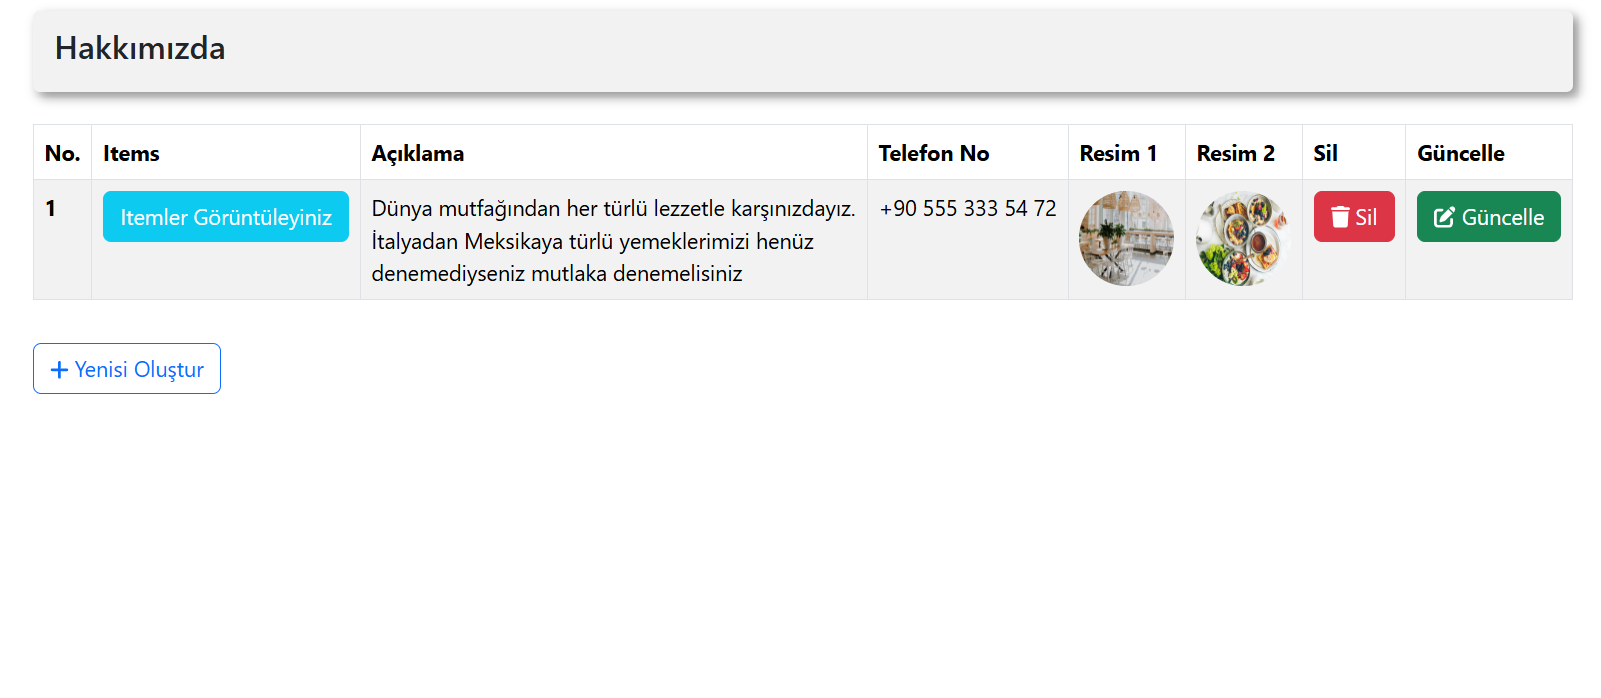 Hakkımızda
No. Items Açıklama Telefon No Resim 1 Resim 2 Sil Güncelle
1 Itemler Görüntüleyiniz Dünya mutfağından her türlü lezzetle karşınızdayız. +90 555 333 54 72 Sil Güncelle
İtalyadan Meksikaya türlü yemeklerimizi henüz
denemediyseniz mutlaka denemelisiniz
Yenisi Oluştur